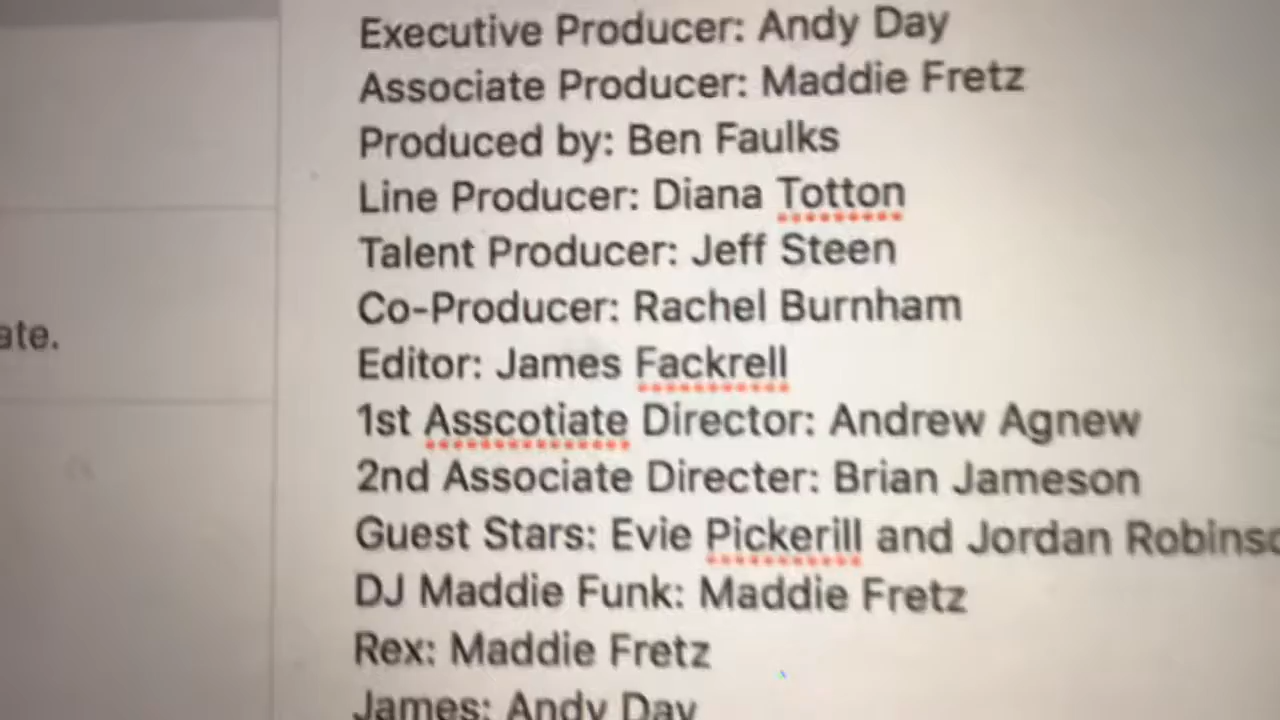 Executive Producer: Andy Day
Associate Producer: Maddie Fretz
Produced by: Ben Faulks
Line Producer: Diana Totton
Talent Producer: Jeff Steen
Co-Producer: Rachel Burnham
ate.
Editor: James Fackrell
1st Asscotiate Director: Andrew Agnew
2nd Associate Directer: Brian Jameson
Guest Stars: Evie Pickerill and Jordan Robinso
DJ Maddie Funk: Maddie Fretz
Rex: Maddie Fretz
James: Andy Day